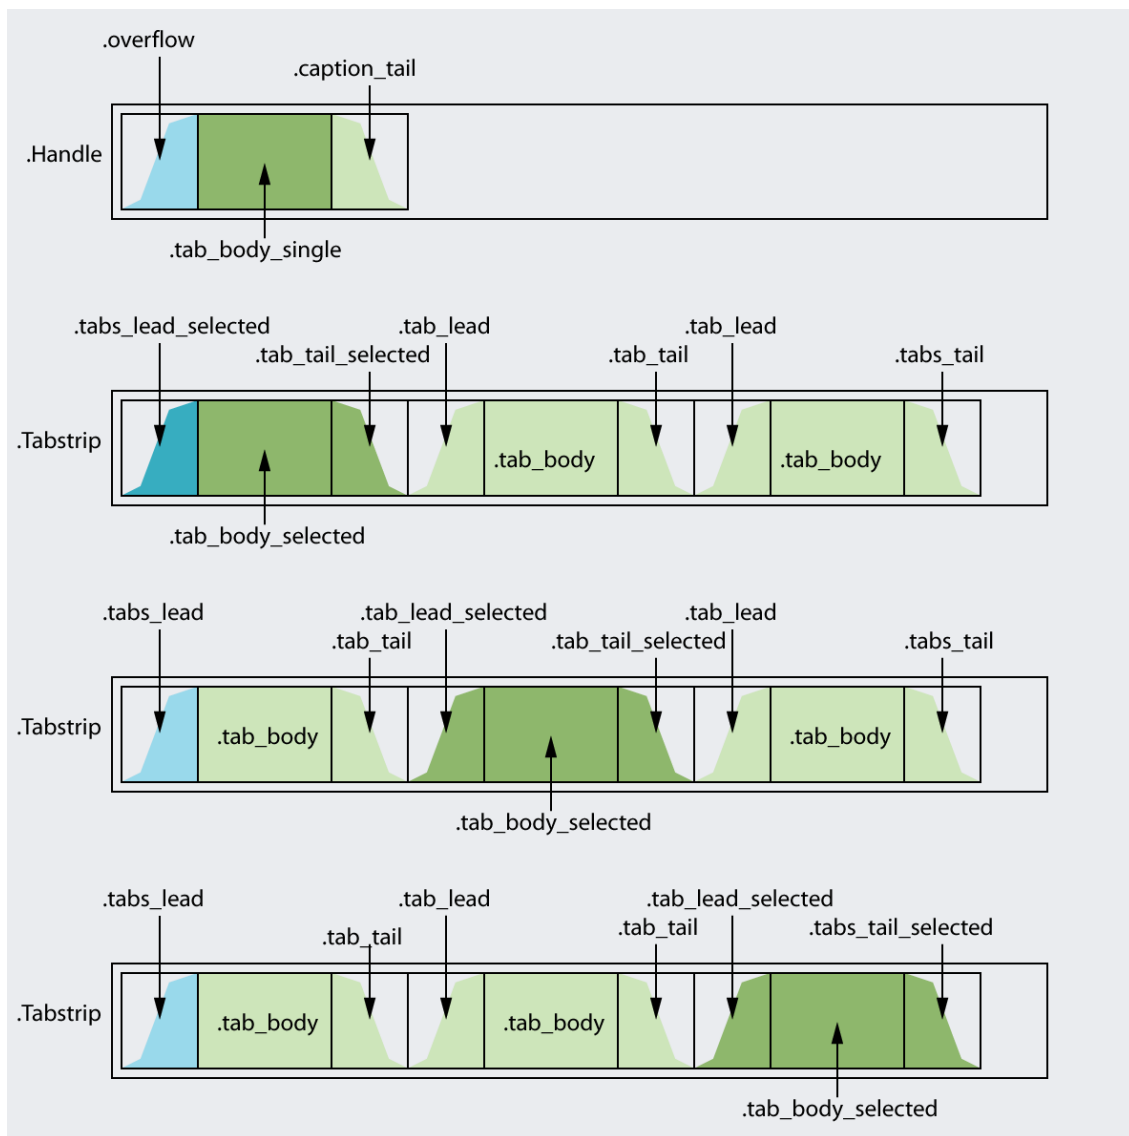 .overflow
.caption_tail
.Handle
.tab_body_single
.tabs_lead_selected .tab_lead .tab_lead
.tab_tail_selected .tab_tail .tabs_tail
.Tabstrip
.tab_body .tab_body
.tab_body_selected
.tabs_lead .tab_lead_selected .tab_lead
.tab_tail .tab_tail_selected .tabs_tail
.Tabstrip
.tab_body .tab_body
.tab_body_selected
.tabs_lead .tab_lead .tab_lead_selected
.tab_tail .tab_tail .tabs_tail_selected
.Tabstrip
.tab_body .tab_body
.tab_body_selected